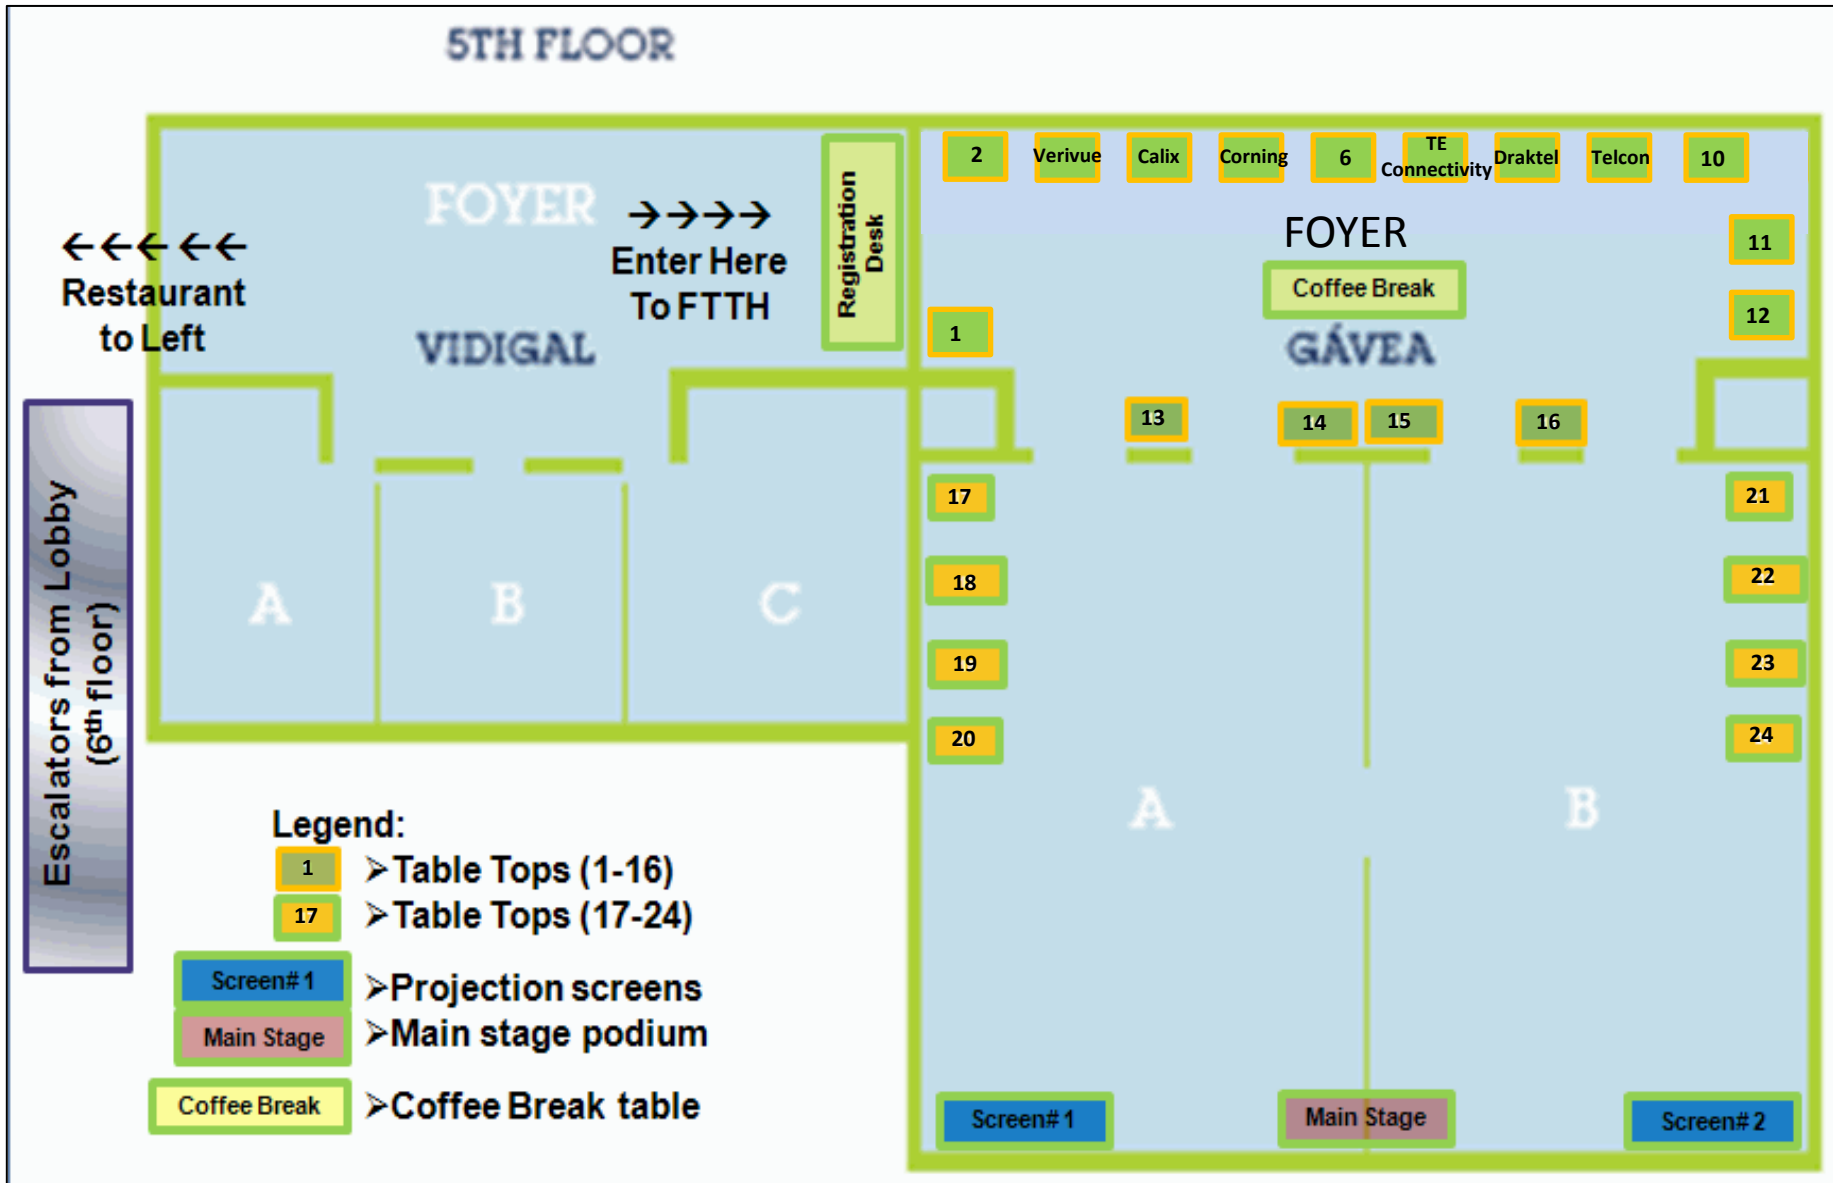 5TH FLOOR
2
Verivue
Calix
Corning
6
TE
Connectivity
Draktel
Telcon
10
FOYER
→→→→
Enter Here
To FTTH
Registration
Desk
←←← ←←
Restaurant
to Left
VIDIGAL
FOYER
Coffee Break
GÁVEA
11
12
1
13
14
15
16
Escalators from Lobby
(6th floor)
A
B
C
17
18
19
20
21
22
23
24
A
B
Legend:
1
➢Table Tops (1-16)
17
➢Table Tops (17-24)
Screen# 1
➢Projection screens
Main Stage
➢Main stage podium
Coffee Break
➢Coffee Break table
Screen# 1
Main Stage
Screen# 2